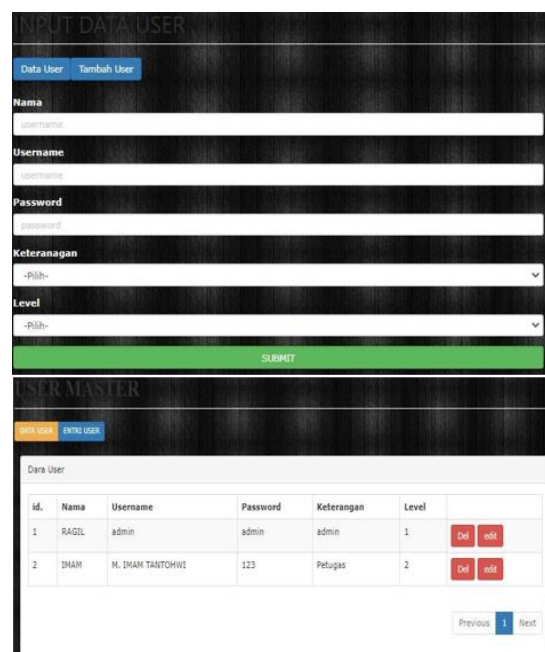 INPUT DATA USER
Data User Tambah User
Nama
username
Username
username
Password
password
Keteranagan
-Pilih-
Level
-Pilih-
SUBMIT
USER MASTER
DATA USER ENTRI USER
Dara User
id. Nama Username Password Keterangan Level
1 RAGIL admin admin admin 1 Del edit
2 IMAM M. IMAM TANTOHWI 123 Petugas 2 Del edit
Previous 1 Next